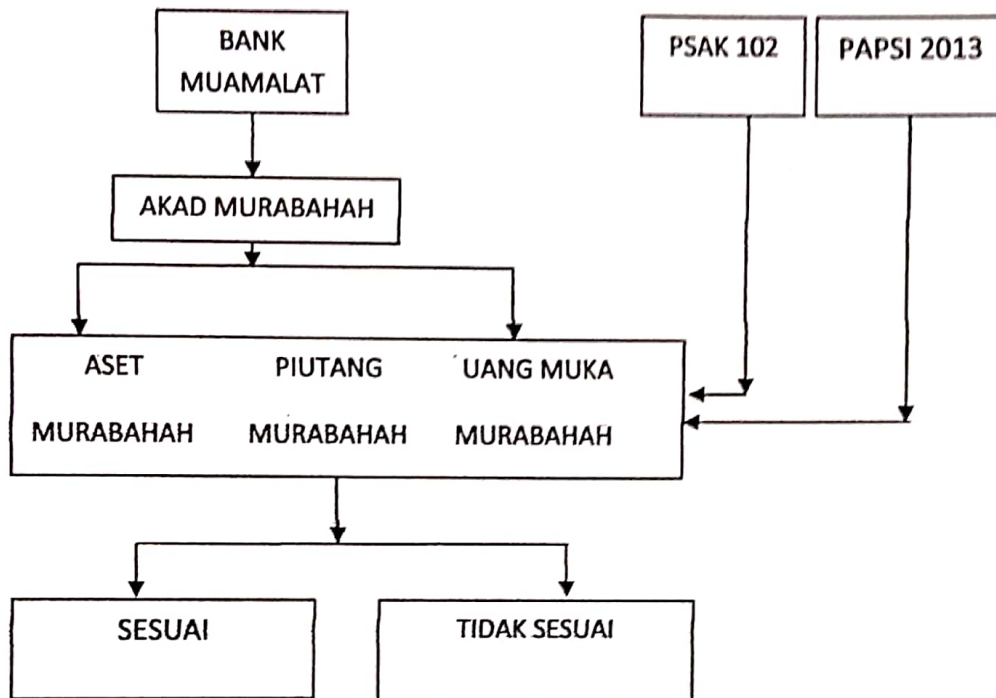 BANK
MUAMALAT
PSAK 102
PAPSI 2013
AKAD MURABAHAH
ASET PIUTANG UANG MUKA
MURABAHAH MURABAHAH MURABAHAH
SESUAI
TIDAK SESUAI